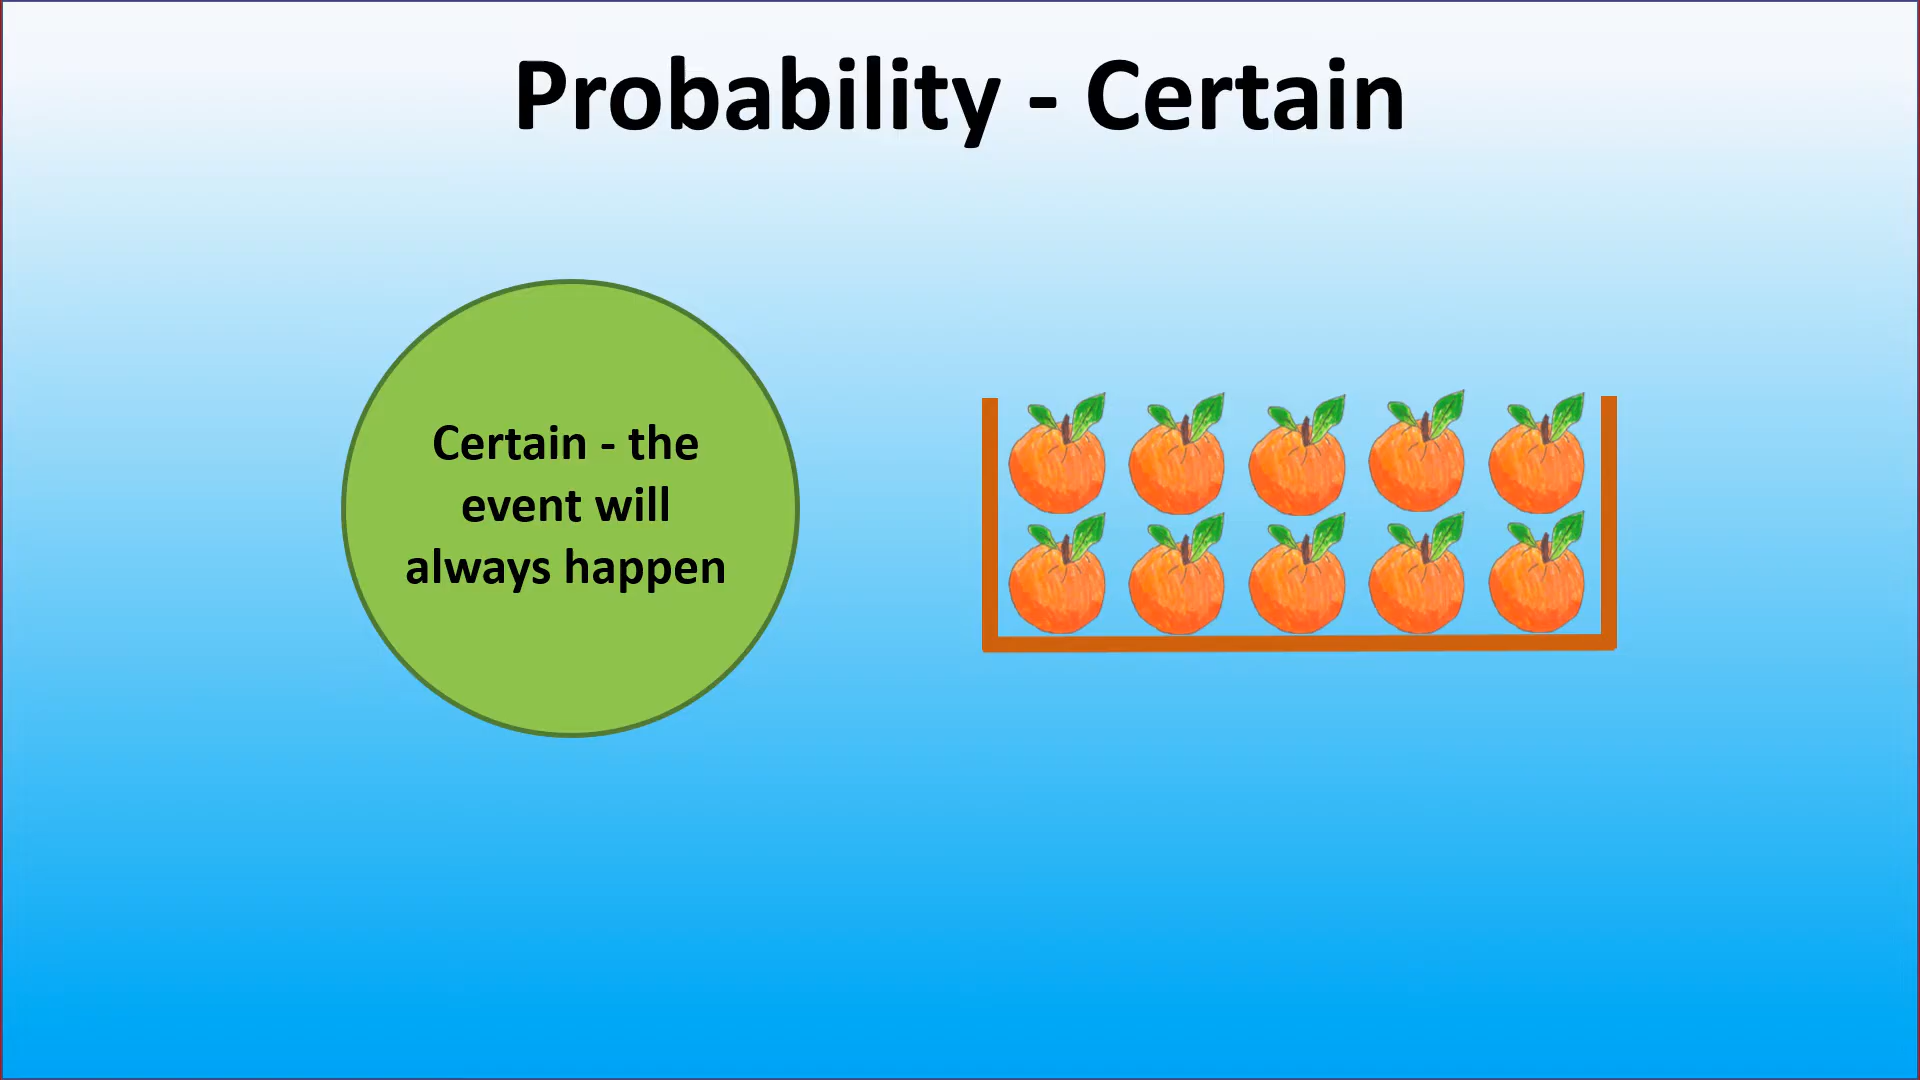 Probability - Certain
Certain - the
event will
always happen